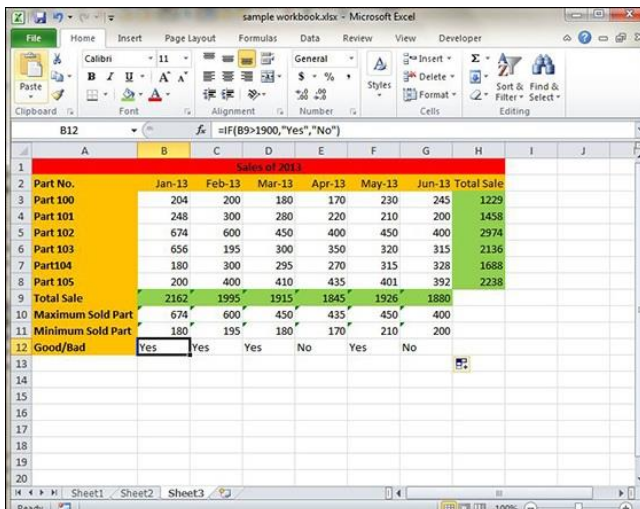 sample workbook.xlsx - Microsoft Excel
File Home Insert Page Layout Formulas Data Review View Developer
Calibri 11 General Insert Σ
Paste B I U A A $ % , Styles Delete Sort & Find &
Format Filter Select
Clipboard Font Alignment Number Cells Editing
B12 fx =IF(B9>1900,"Yes","No")
A B C D E F G H I J
1 Sales of 2013
2 Part No. Jan-13 Feb-13 Mar-13 Apr-13 May-13 Jun-13 Total Sale
3 Part 100 204 200 180 170 230 245 1229
4 Part 101 248 300 280 220 210 200 1458
5 Part 102 674 600 450 400 450 400 2974
6 Part 103 656 195 300 350 320 315 2136
7 Part104 180 300 295 270 315 328 1688
8 Part 105 200 400 410 435 401 392 2238
9 Total Sale 2162 1995 1915 1845 1926 1880
10 Maximum Sold Part 674 600 450 435 450 400
11 Minimum Sold Part 180 195 180 170 210 200
12 Good/Bad Yes Yes Yes No Yes No
13
14
15
16
17
18
19
20
Sheet1 Sheet2 Sheet3
Ready 100%